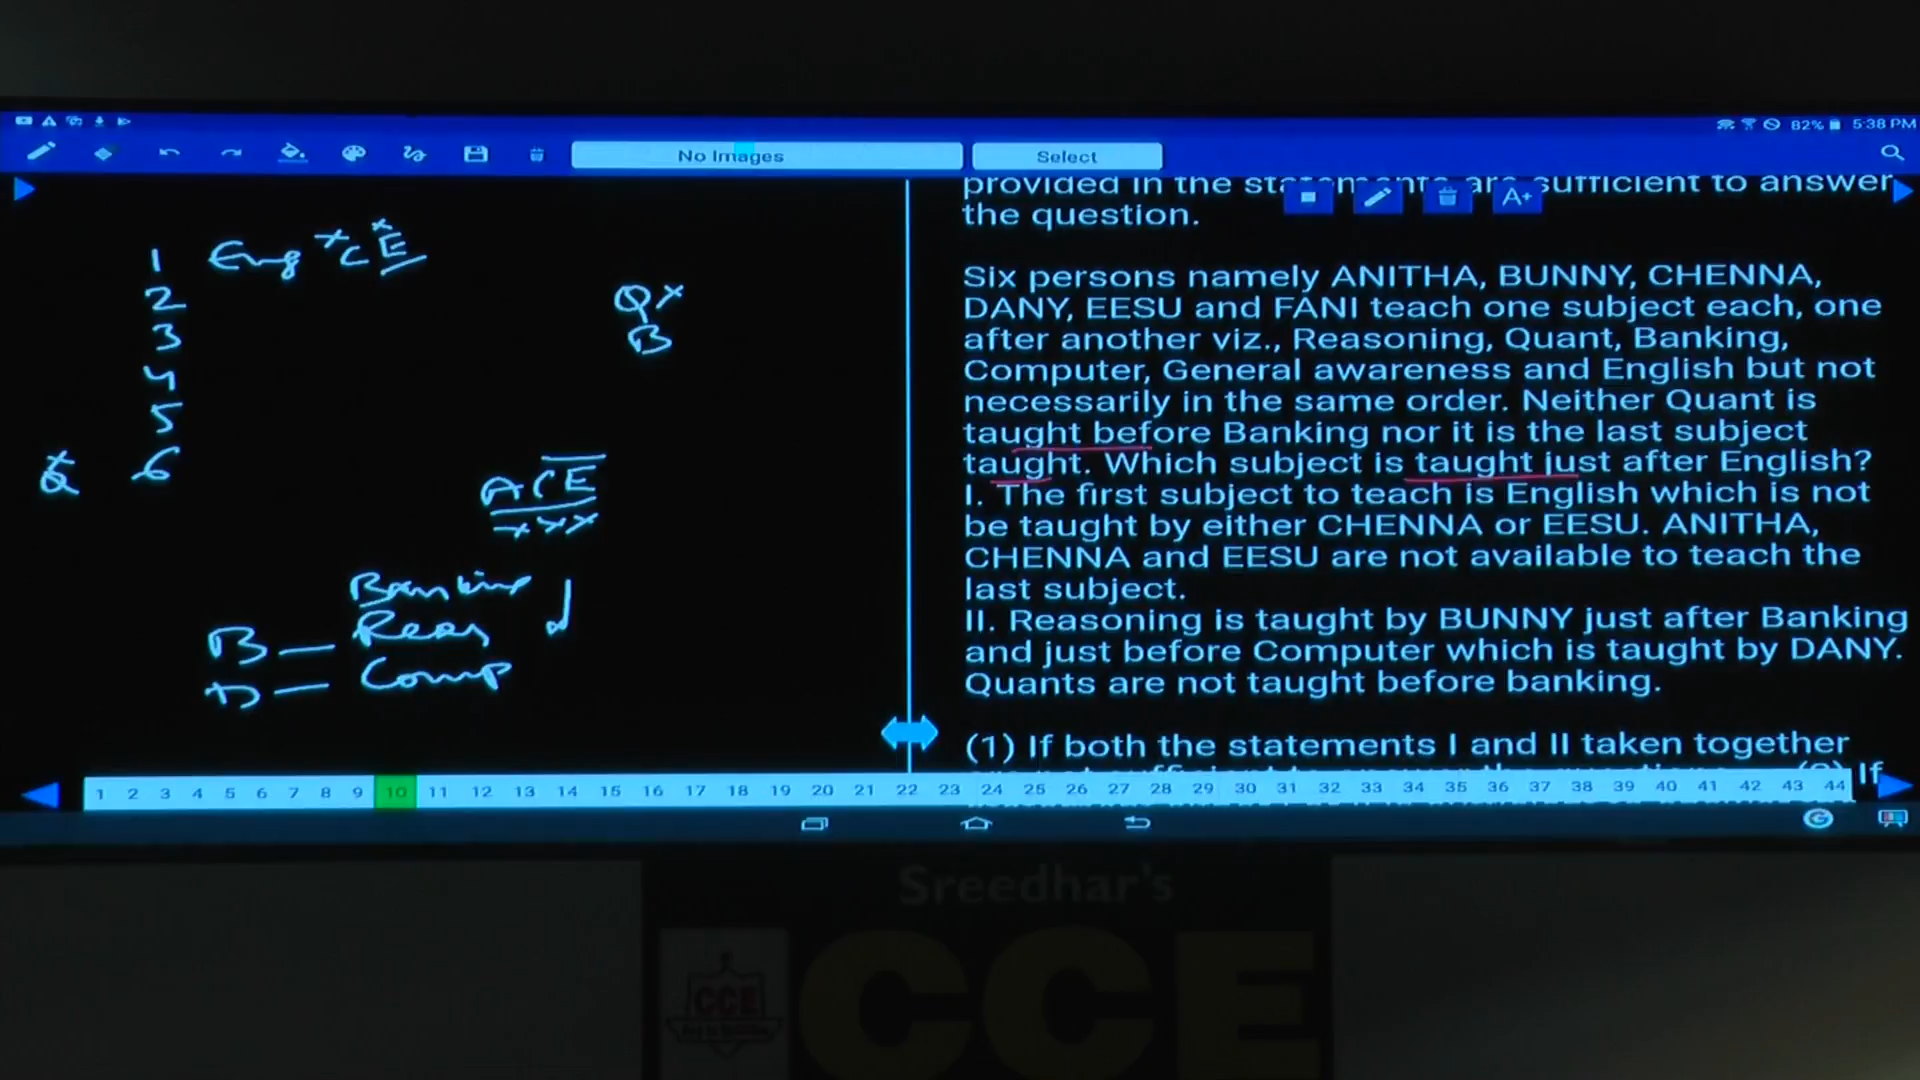 82% 5:38 PM
No Images
Select
A+
1 Eng x C x E
2
3
4
5
6
Q x
B
Q x
A C E
x x x
Banking
B — Reas
D — Comp
provided in the statements are sufficient to answer
the question.
Six persons namely ANITHA, BUNNY, CHENNA,
DANY, EESU and FANI teach one subject each, one
after another viz., Reasoning, Quant, Banking,
Computer, General awareness and English but not
necessarily in the same order. Neither Quant is
taught before Banking nor it is the last subject
taught. Which subject is taught just after English?
I. The first subject to teach is English which is not
be taught by either CHENNA or EESU. ANITHA,
CHENNA and EESU are not available to teach the
last subject.
II. Reasoning is taught by BUNNY just after Banking
and just before Computer which is taught by DANY.
Quants are not taught before banking.
(1) If both the statements I and II taken together
If
1 2 3 4 5 6 7 8 9 10 11 12 13 14 15 16 17 18 19 20 21 22 23 24 25 26 27 28 29 30 31 32 33 34 35 36 37 38 39 40 41 42 43 44
Sreedhar's
CCE
CCE